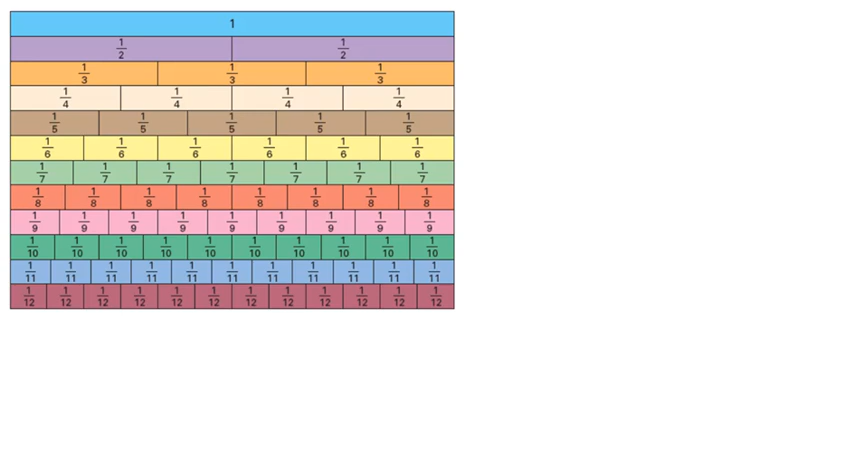 1
1/2 1/2
1/3 1/3 1/3
1/4 1/4 1/4 1/4
1/5 1/5 1/5 1/5 1/5
1/6 1/6 1/6 1/6 1/6 1/6
1/7 1/7 1/7 1/7 1/7 1/7 1/7
1/8 1/8 1/8 1/8 1/8 1/8 1/8 1/8
1/9 1/9 1/9 1/9 1/9 1/9 1/9 1/9 1/9
1/10 1/10 1/10 1/10 1/10 1/10 1/10 1/10 1/10 1/10
1/11 1/11 1/11 1/11 1/11 1/11 1/11 1/11 1/11 1/11 1/11
1/12 1/12 1/12 1/12 1/12 1/12 1/12 1/12 1/12 1/12 1/12 1/12